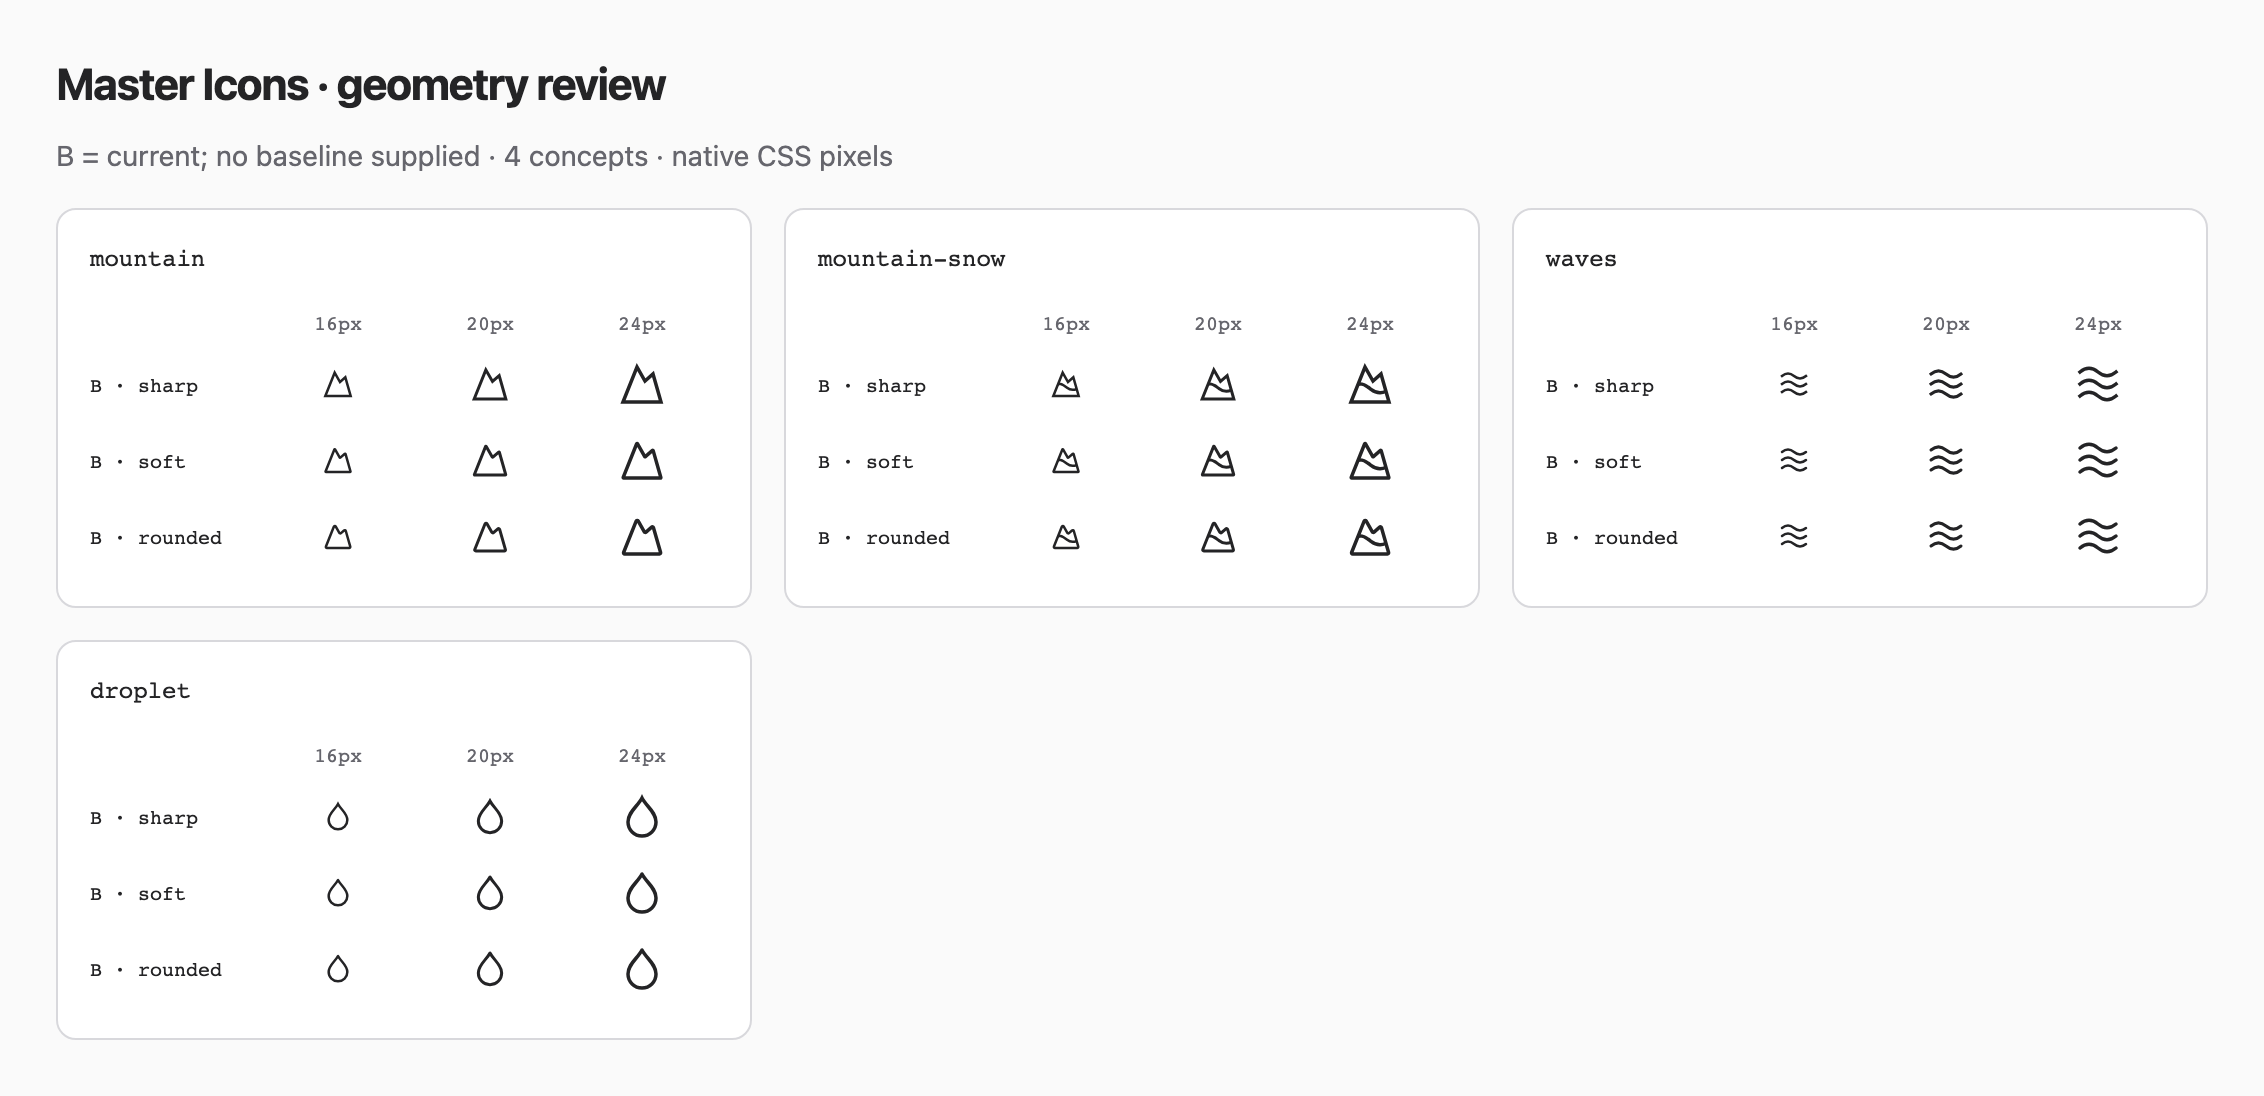 Master Icons · geometry review
B = current; no baseline supplied · 4 concepts · native CSS pixels
mountain
16px 20px 24px
B · sharp
B · soft
B · rounded
mountain-snow
16px 20px 24px
B · sharp
B · soft
B · rounded
waves
16px 20px 24px
B · sharp
B · soft
B · rounded
droplet
16px 20px 24px
B · sharp
B · soft
B · rounded